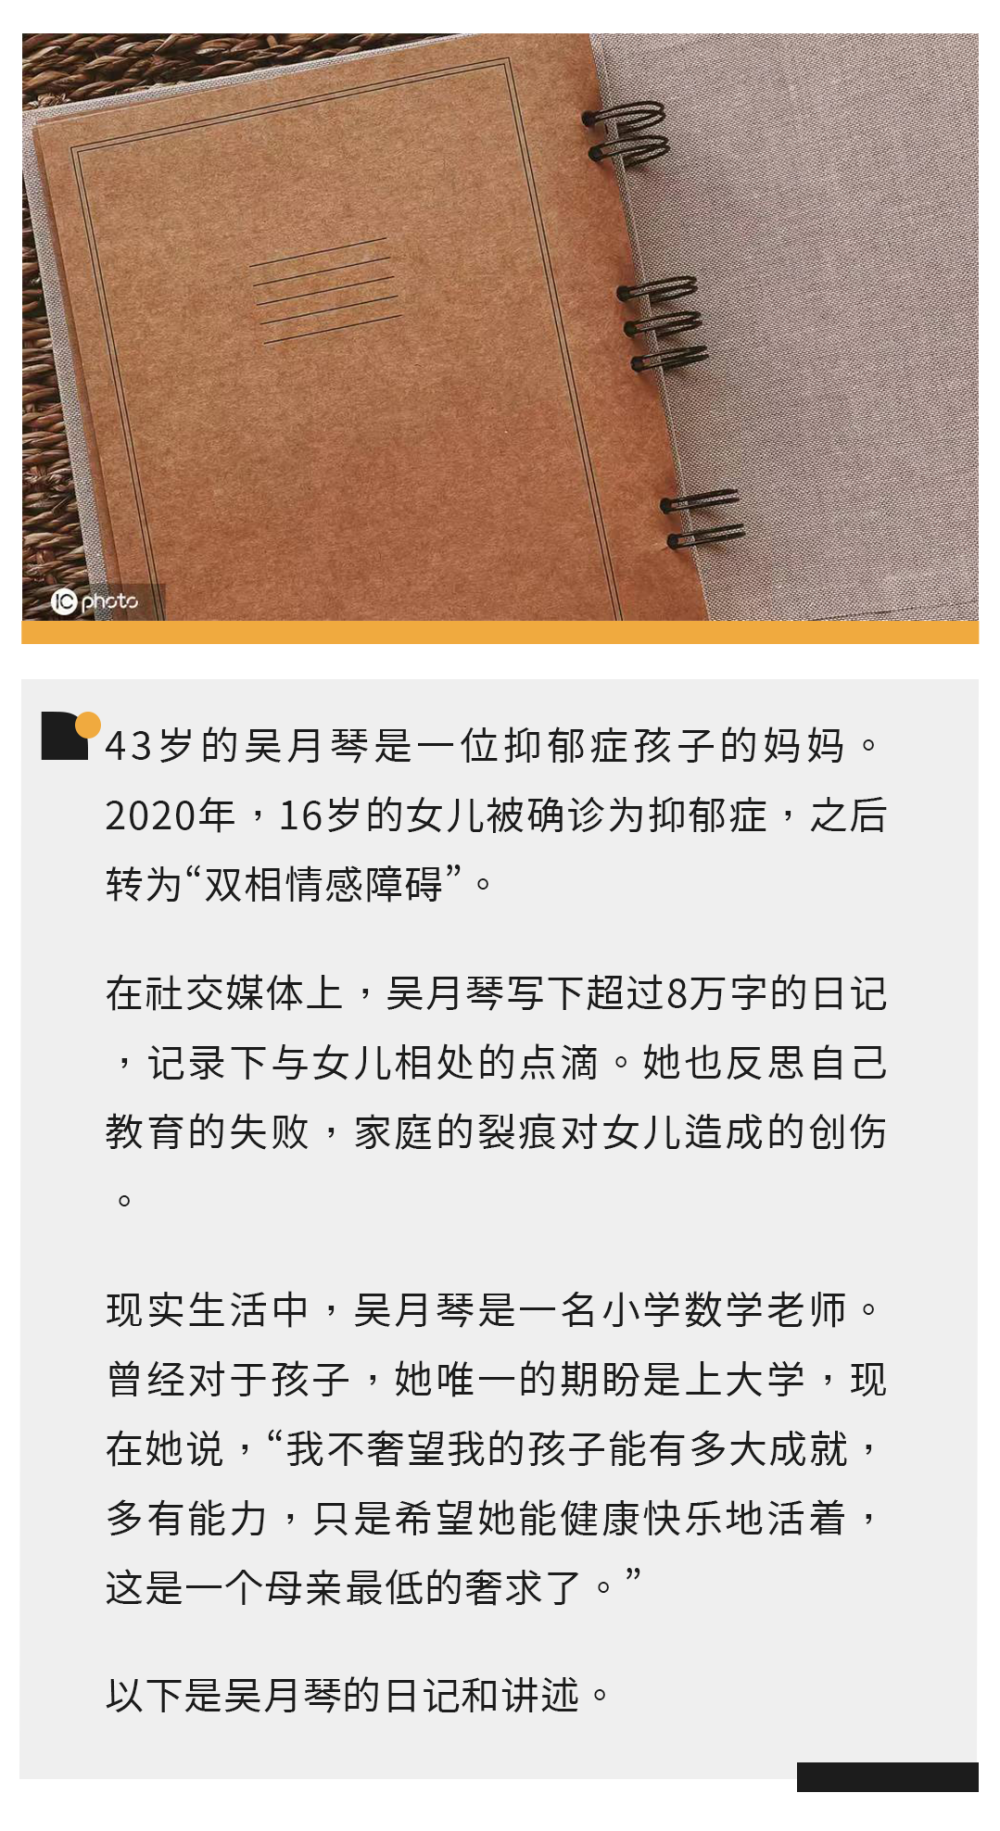 IC photo
43岁的吴月琴是一位抑郁症孩子的妈妈。
2020年，16岁的女儿被确诊为抑郁症，之后
转为“双相情感障碍”。
在社交媒体上，吴月琴写下超过8万字的日记
，记录下与女儿相处的点滴。她也反思自己
教育的失败，家庭的裂痕对女儿造成的创伤
。
现实生活中，吴月琴是一名小学数学老师。
曾经对于孩子，她唯一的期盼是上大学，现
在她说，“我不奢望我的孩子能有多大成就，
多有能力，只是希望她能健康快乐地活着，
这是一个母亲最低的奢求了。”
以下是吴月琴的日记和讲述。